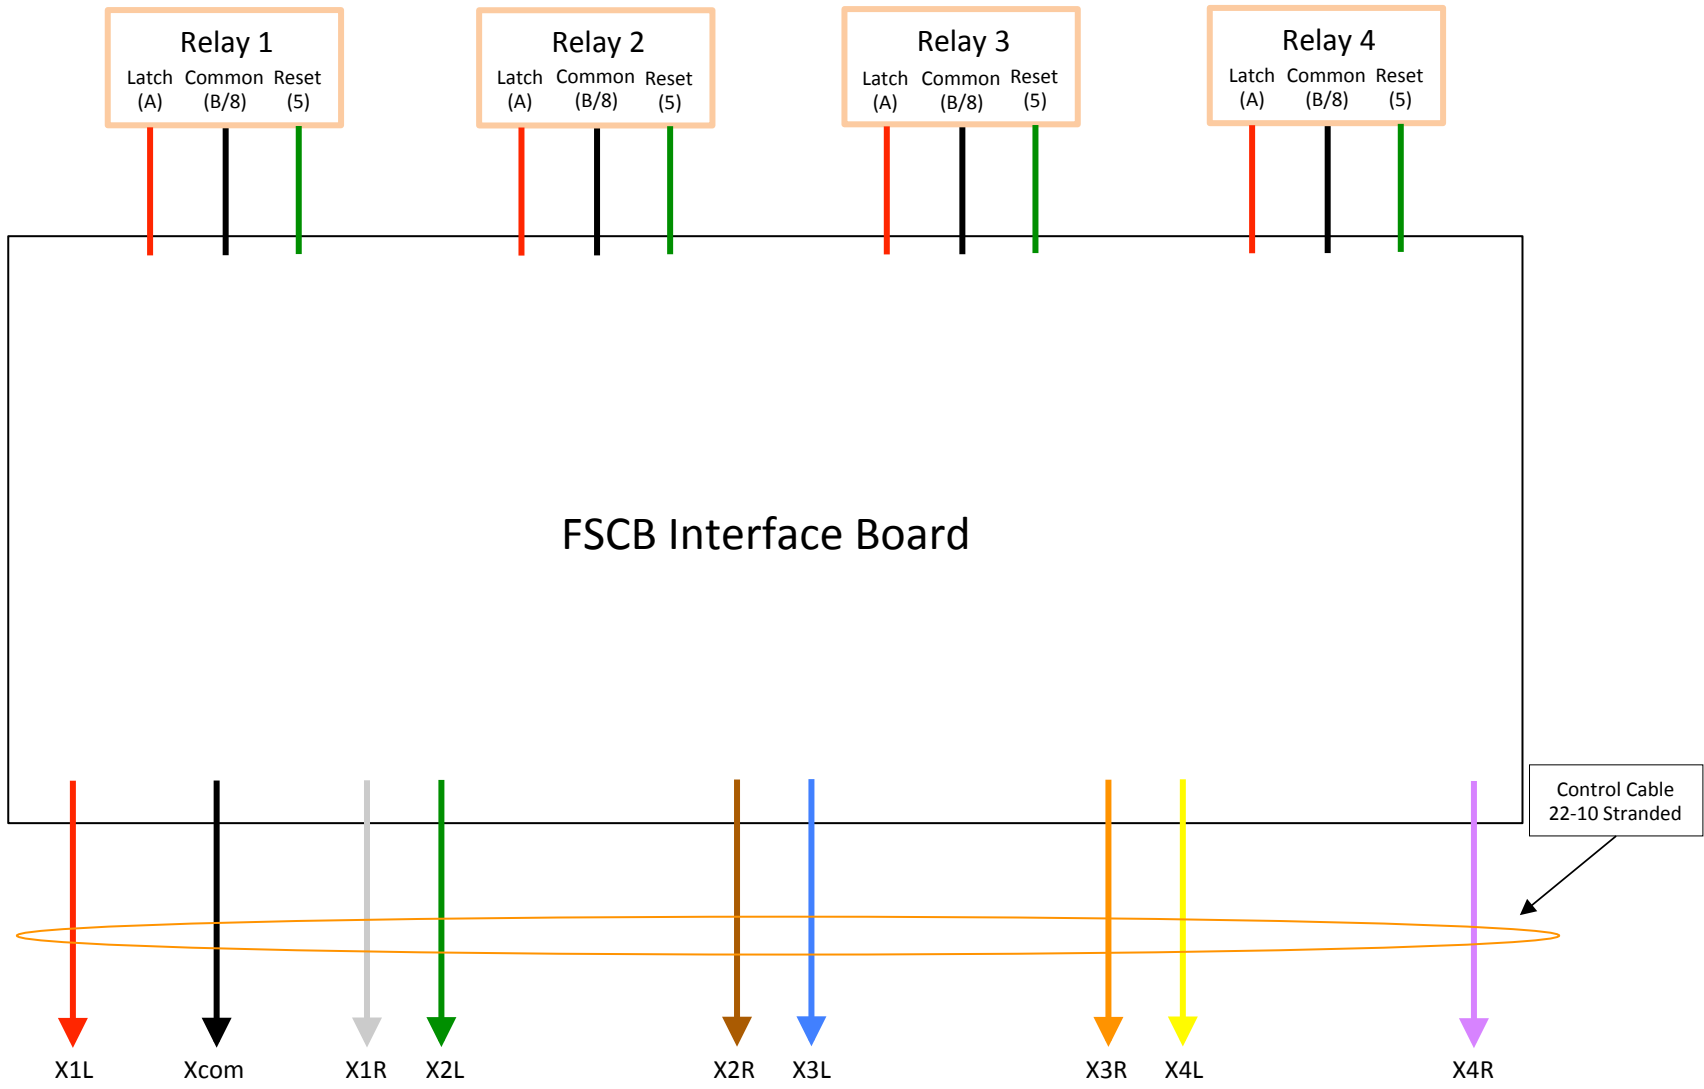 Relay 1
Latch Common Reset
(A) (B/8) (5)
Relay 2
Latch Common Reset
(A) (B/8) (5)
Relay 3
Latch Common Reset
(A) (B/8) (5)
Relay 4
Latch Common Reset
(A) (B/8) (5)
FSCB Interface Board
Control Cable
22-10 Stranded
X1L Xcom X1R X2L X2R X3L X3R X4L X4R